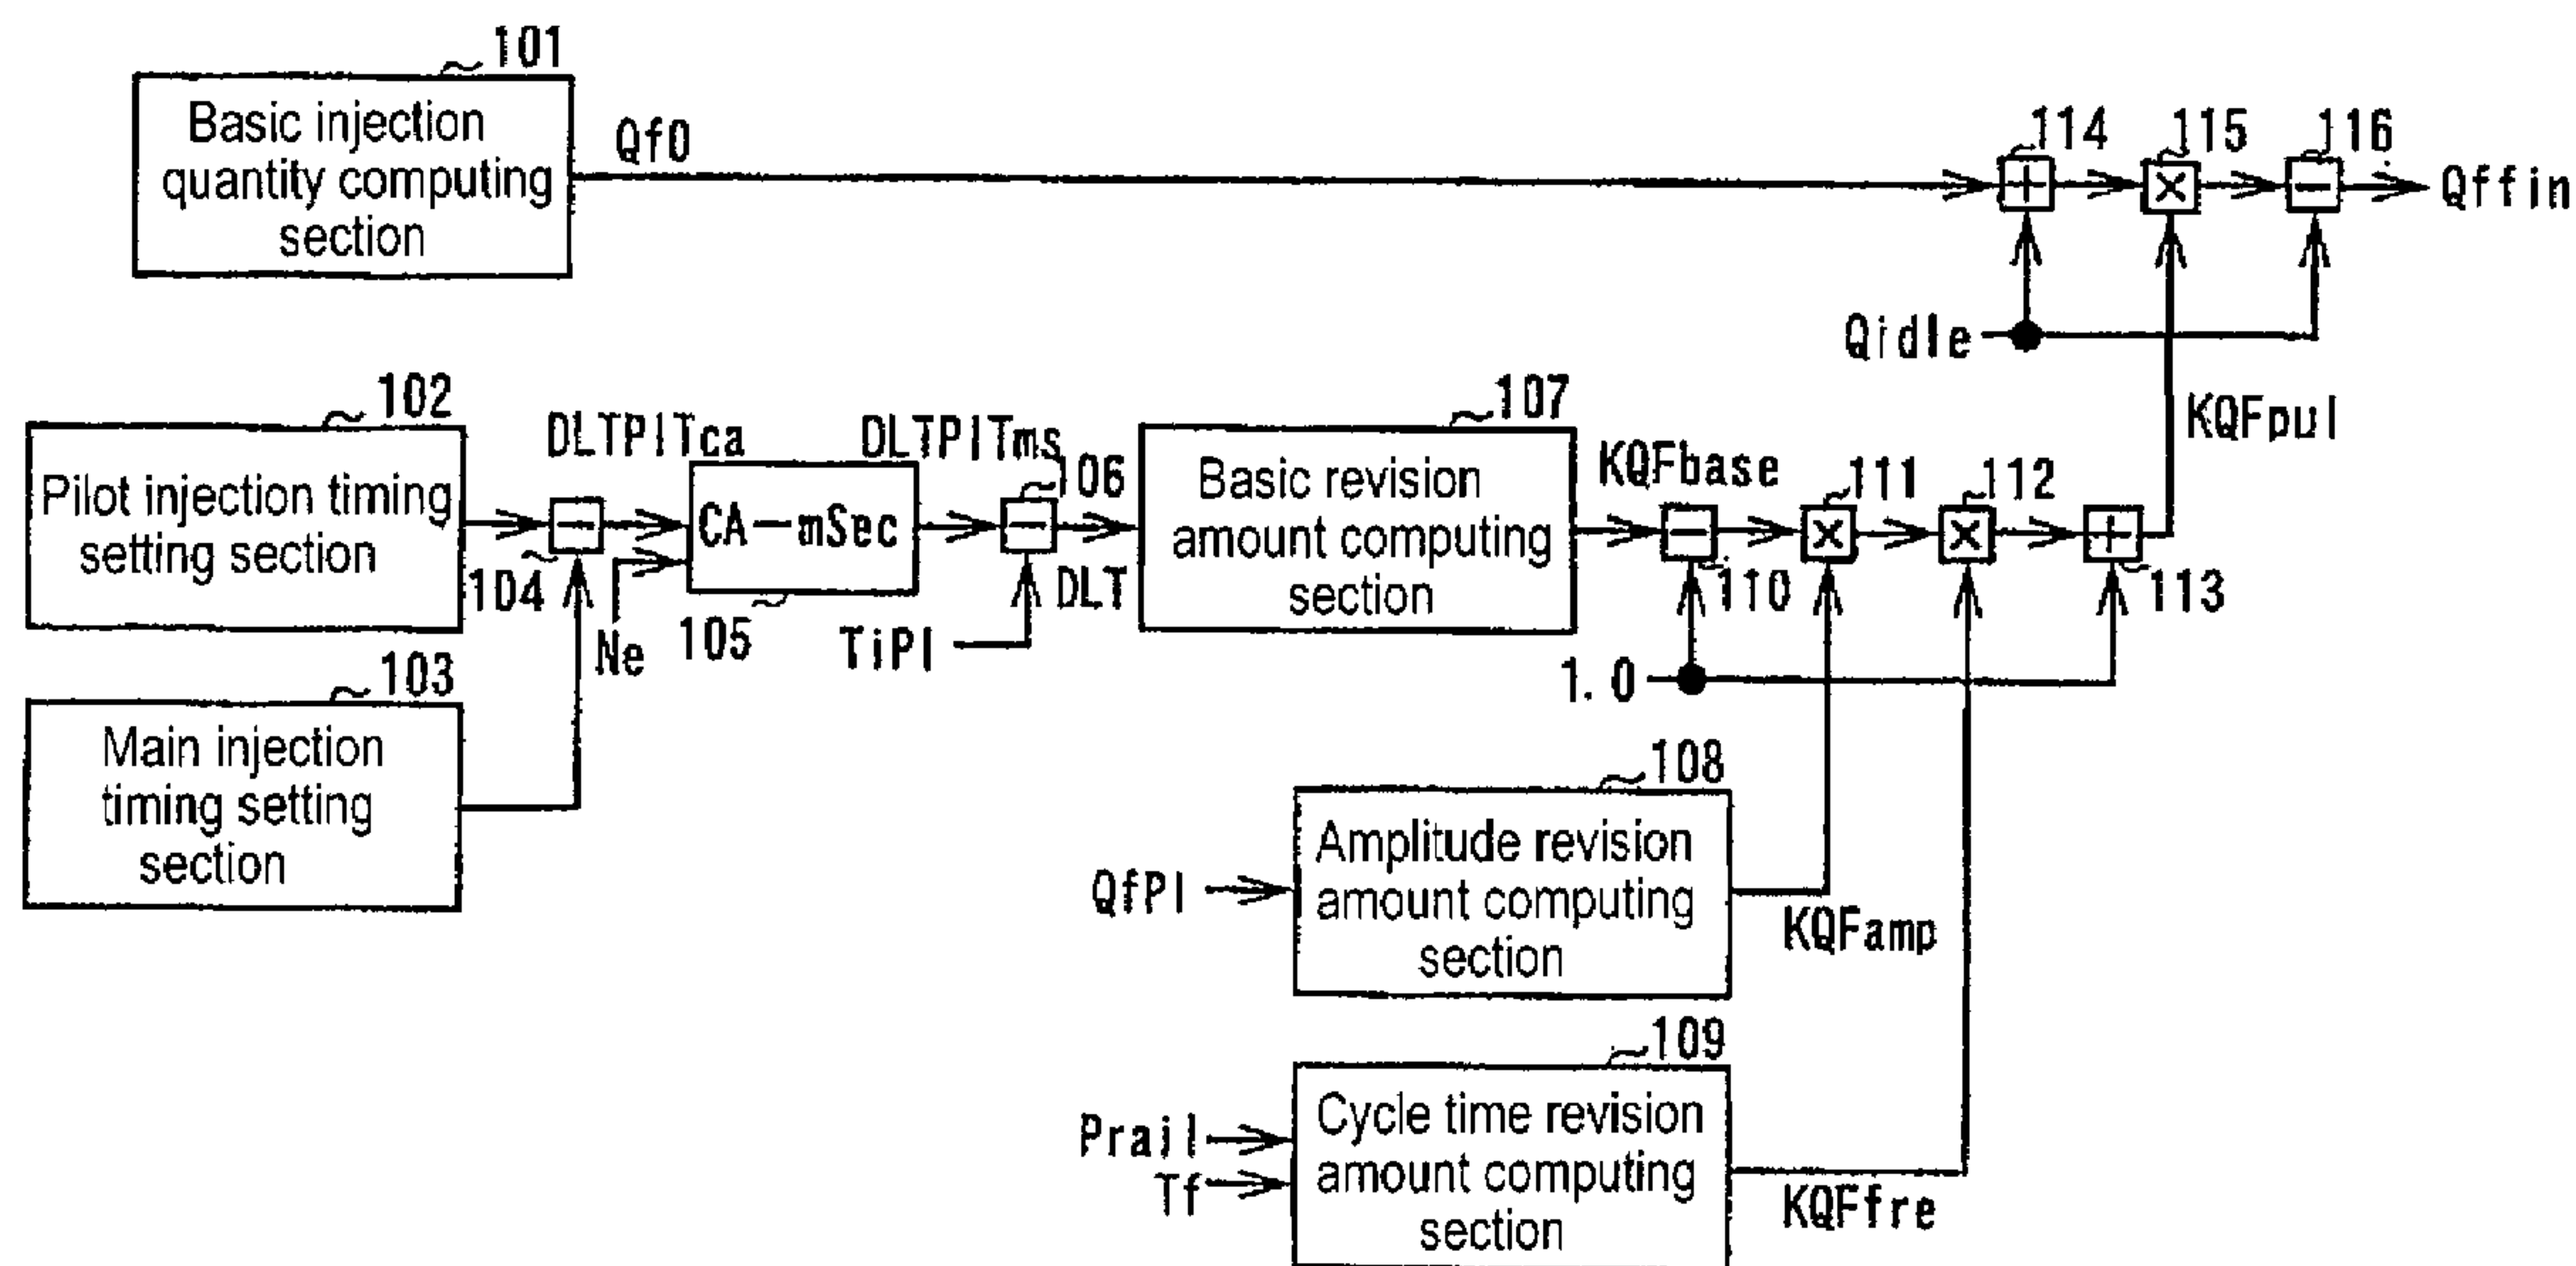 101
Basic injection
quantity computing
section
Qf0
114
115
116
Qffin
Qidle
KQFpul
102
Pilot injection timing
setting section
104
DLTPITca
Ne
CA—mSec
105
DLTPITms
106
TiPI
DLT
107
Basic revision
amount computing
section
KQFbase
110
111
112
113
1.0
103
Main injection
timing setting
section
108
Amplitude revision
amount computing
section
QfPI
KQFamp
109
Cycle time revision
amount computing
section
Prail
Tf
KQFfre